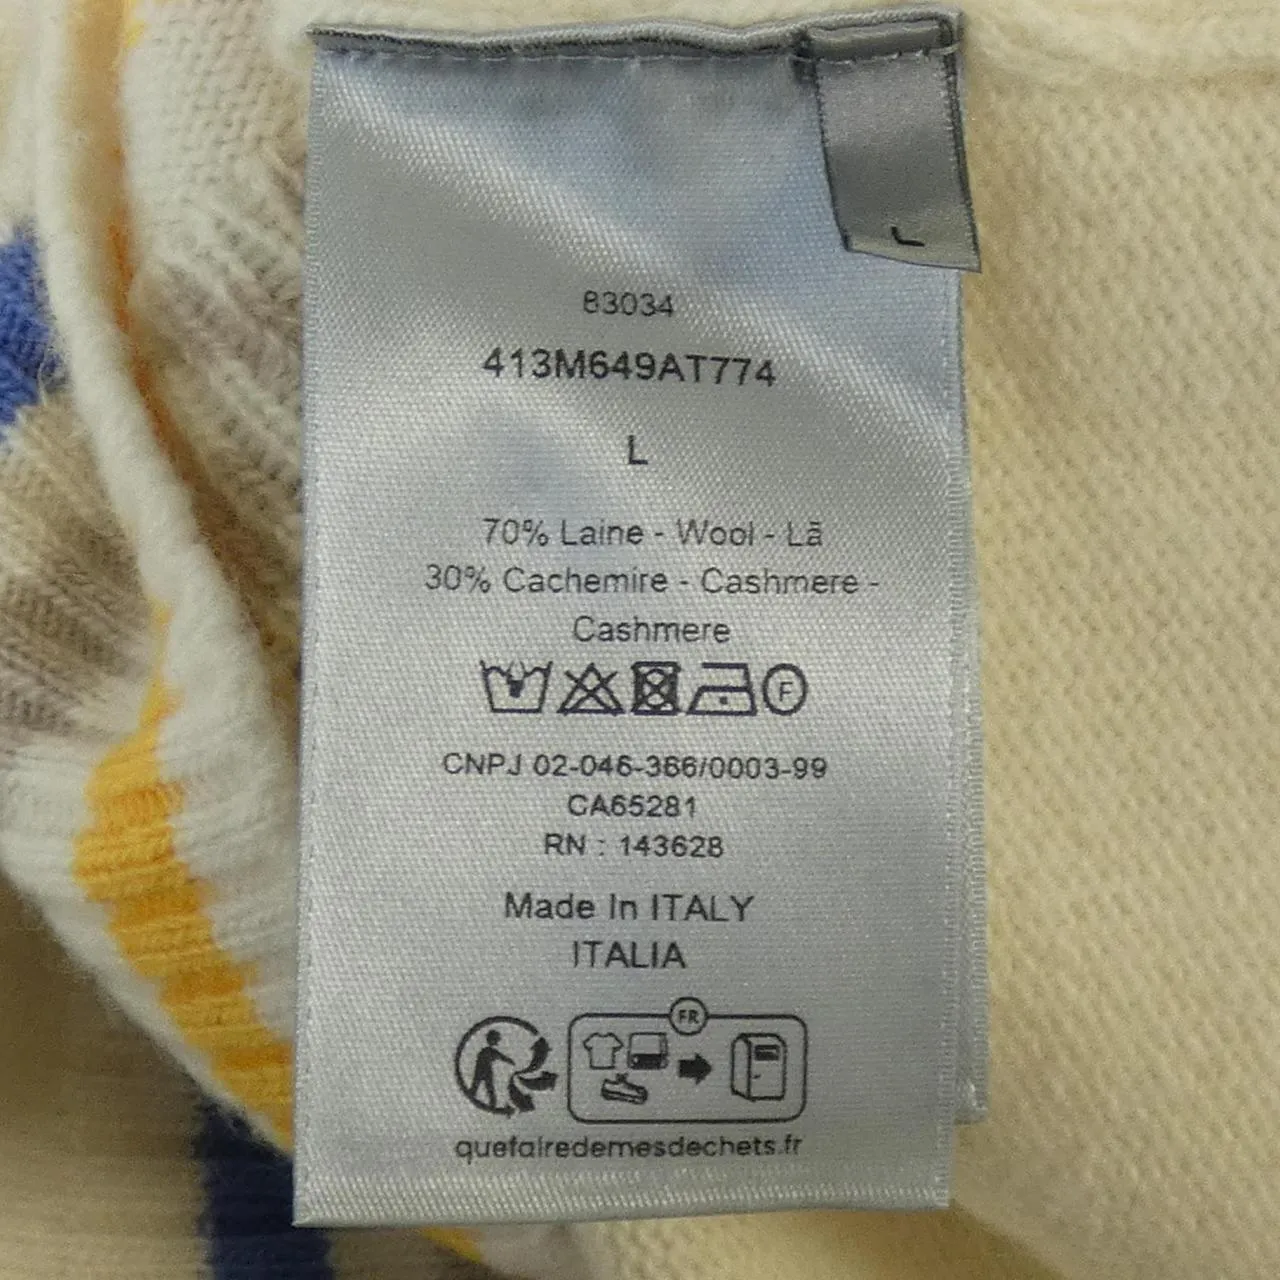 L
83034
413M649AT774
L
70% Laine - Wool - Lã
30% Cachemire - Cashmere -
Cashmere
F
CNPJ 02-046-366/0003-99
CA65281
RN : 143628
Made In ITALY
ITALIA
FR
quefairedemesdechets.fr